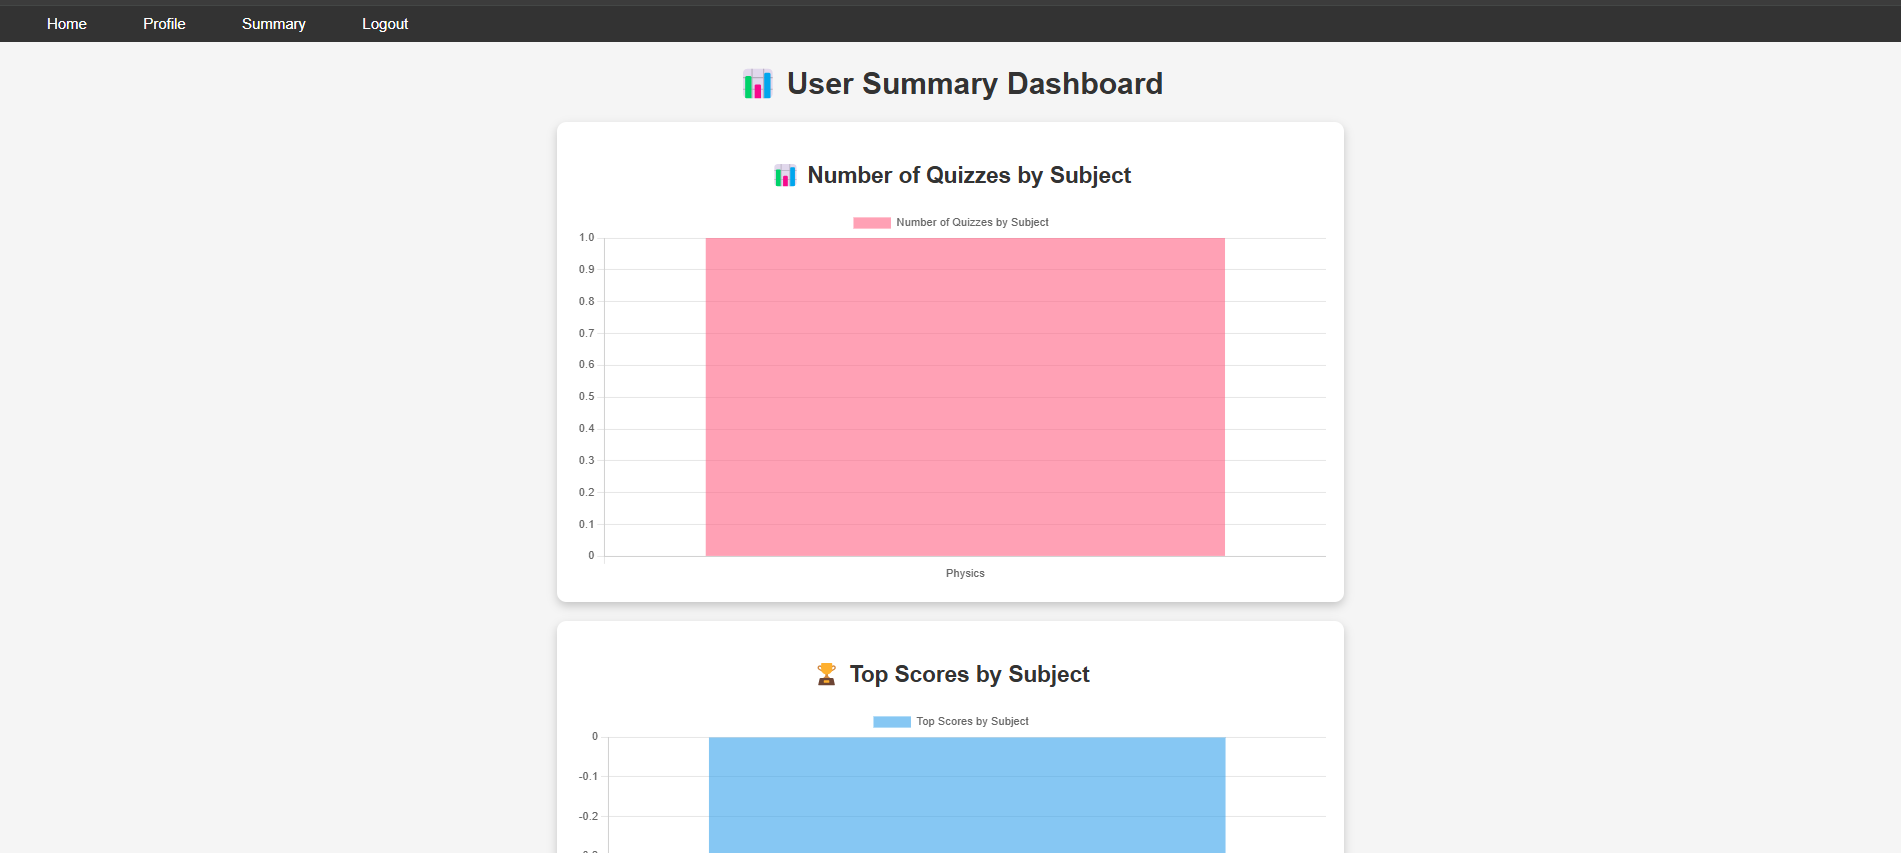 Home Profile Summary Logout
User Summary Dashboard
Number of Quizzes by Subject
Number of Quizzes by Subject
1.0
0.9
0.8
0.7
0.6
0.5
0.4
0.3
0.2
0.1
0
Physics
Top Scores by Subject
Top Scores by Subject
0
-0.1
-0.2